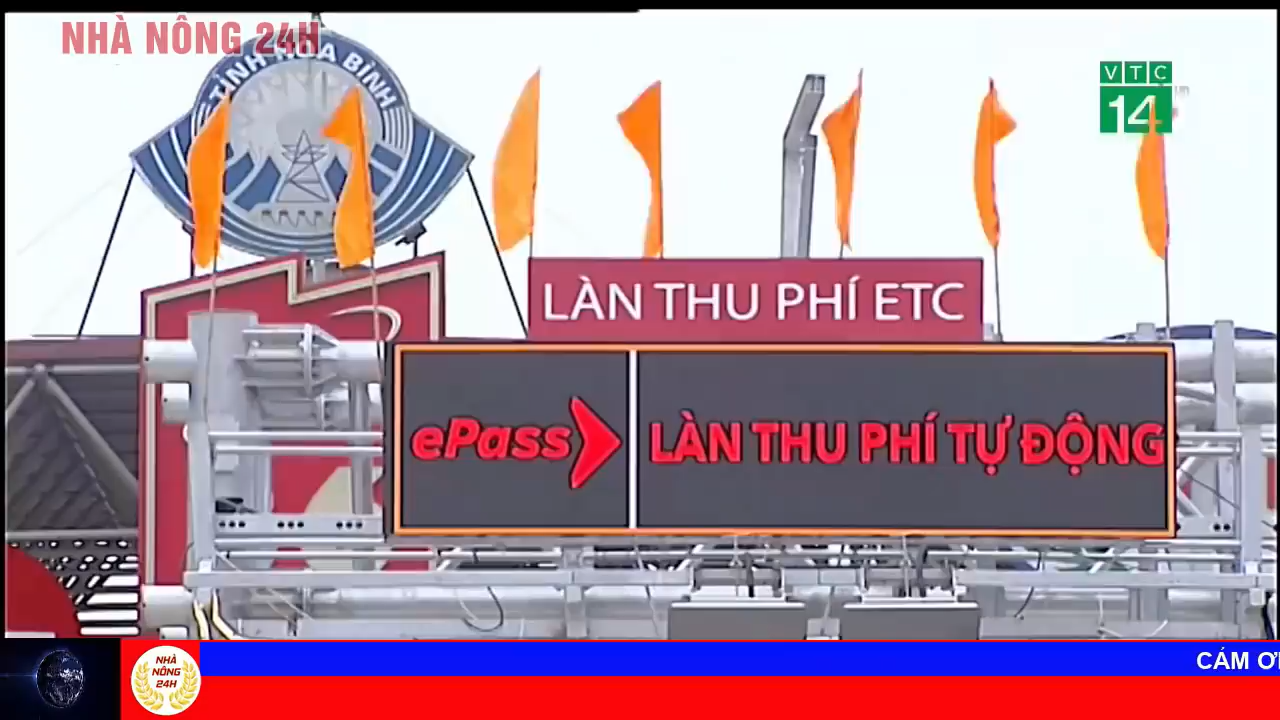 NHÀ NÔNG 24H
TỈNH HÒA BÌNH
VTC
14
LÀN THU PHÍ ETC
ePass
LÀN THU PHÍ TỰ ĐỘNG
NHÀ
NÔNG
24H
CÁM